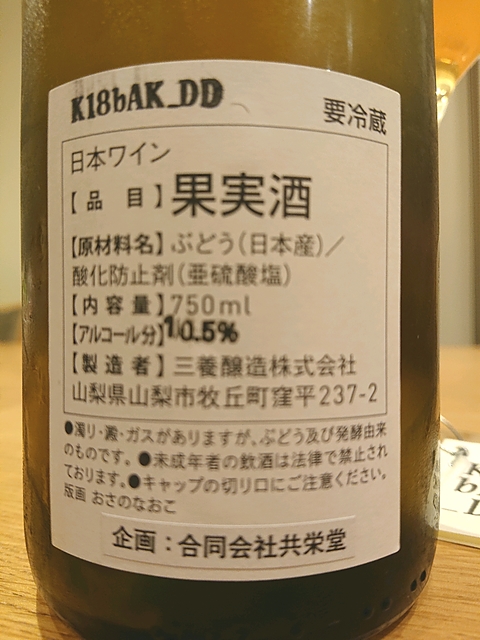 K18bAK_DD
要冷蔵
日本ワイン
【品 目】果実酒
【原材料名】ぶどう(日本産)／
酸化防止剤(亜硫酸塩)
【内容量】750ml
【アルコール分】10.5%
【製造者】三養醸造株式会社
山梨県山梨市牧丘町窪平237-2
●濁り・澱・ガスがありますが、ぶどう及び発酵由来
のものです。●未成年者の飲酒は法律で禁止され
ております。●キャップの切り口にご注意ください。
版画 おさのなおこ
企画：合同会社共栄堂